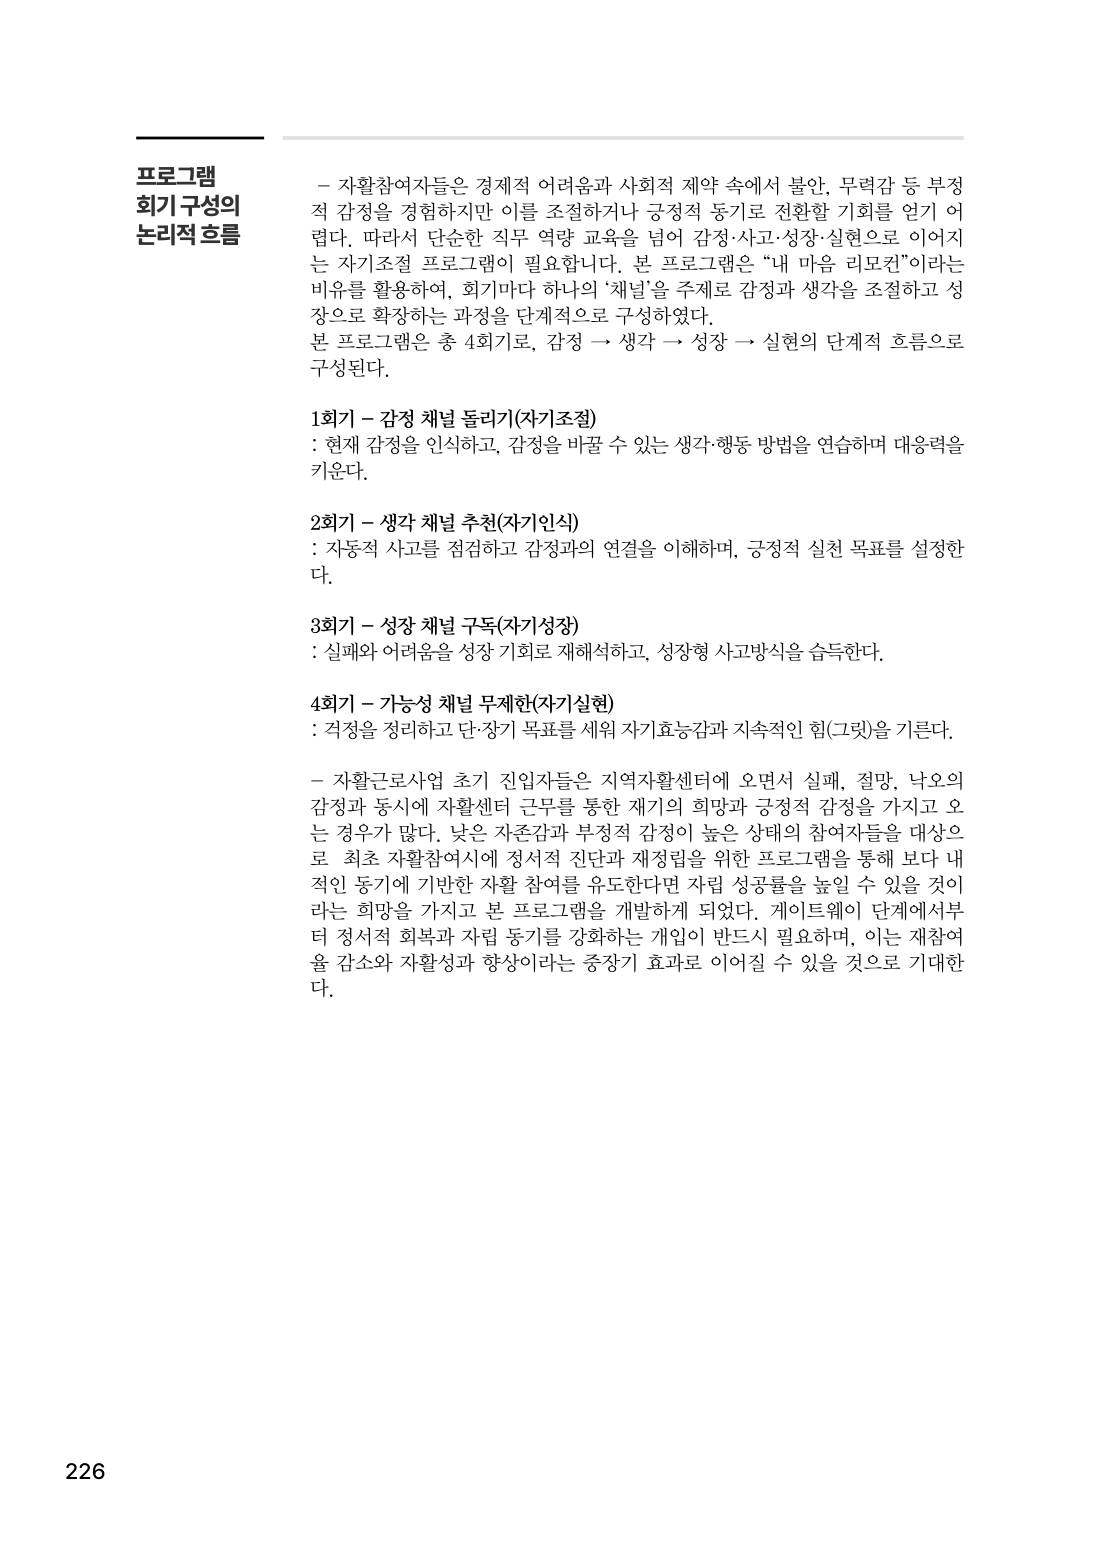 프로그램
회기 구성의
논리적 흐름
– 자활참여자들은 경제적 어려움과 사회적 제약 속에서 불안, 무력감 등 부정
적 감정을 경험하지만 이를 조절하거나 긍정적 동기로 전환할 기회를 얻기 어
렵다. 따라서 단순한 직무 역량 교육을 넘어 감정·사고·성장·실현으로 이어지
는 자기조절 프로그램이 필요합니다. 본 프로그램은 “내 마음 리모컨”이라는
비유를 활용하여, 회기마다 하나의 ‘채널’을 주제로 감정과 생각을 조절하고 성
장으로 확장하는 과정을 단계적으로 구성하였다.
본 프로그램은 총 4회기로, 감정 → 생각 → 성장 → 실현의 단계적 흐름으로
구성된다.
1회기 – 감정 채널 돌리기(자기조절)
: 현재 감정을 인식하고, 감정을 바꿀 수 있는 생각·행동 방법을 연습하며 대응력을
키운다.
2회기 – 생각 채널 추천(자기인식)
: 자동적 사고를 점검하고 감정과의 연결을 이해하며, 긍정적 실천 목표를 설정한
다.
3회기 – 성장 채널 구독(자기성장)
: 실패와 어려움을 성장 기회로 재해석하고, 성장형 사고방식을 습득한다.
4회기 – 가능성 채널 무제한(자기실현)
: 걱정을 정리하고 단·장기 목표를 세워 자기효능감과 지속적인 힘(그릿)을 기른다.
– 자활근로사업 초기 진입자들은 지역자활센터에 오면서 실패, 절망, 낙오의
감정과 동시에 자활센터 근무를 통한 재기의 희망과 긍정적 감정을 가지고 오
는 경우가 많다. 낮은 자존감과 부정적 감정이 높은 상태의 참여자들을 대상으
로  최초 자활참여시에 정서적 진단과 재정립을 위한 프로그램을 통해 보다 내
적인 동기에 기반한 자활 참여를 유도한다면 자립 성공률을 높일 수 있을 것이
라는 희망을 가지고 본 프로그램을 개발하게 되었다. 게이트웨이 단계에서부
터 정서적 회복과 자립 동기를 강화하는 개입이 반드시 필요하며, 이는 재참여
율 감소와 자활성과 향상이라는 중장기 효과로 이어질 수 있을 것으로 기대한
다.
226